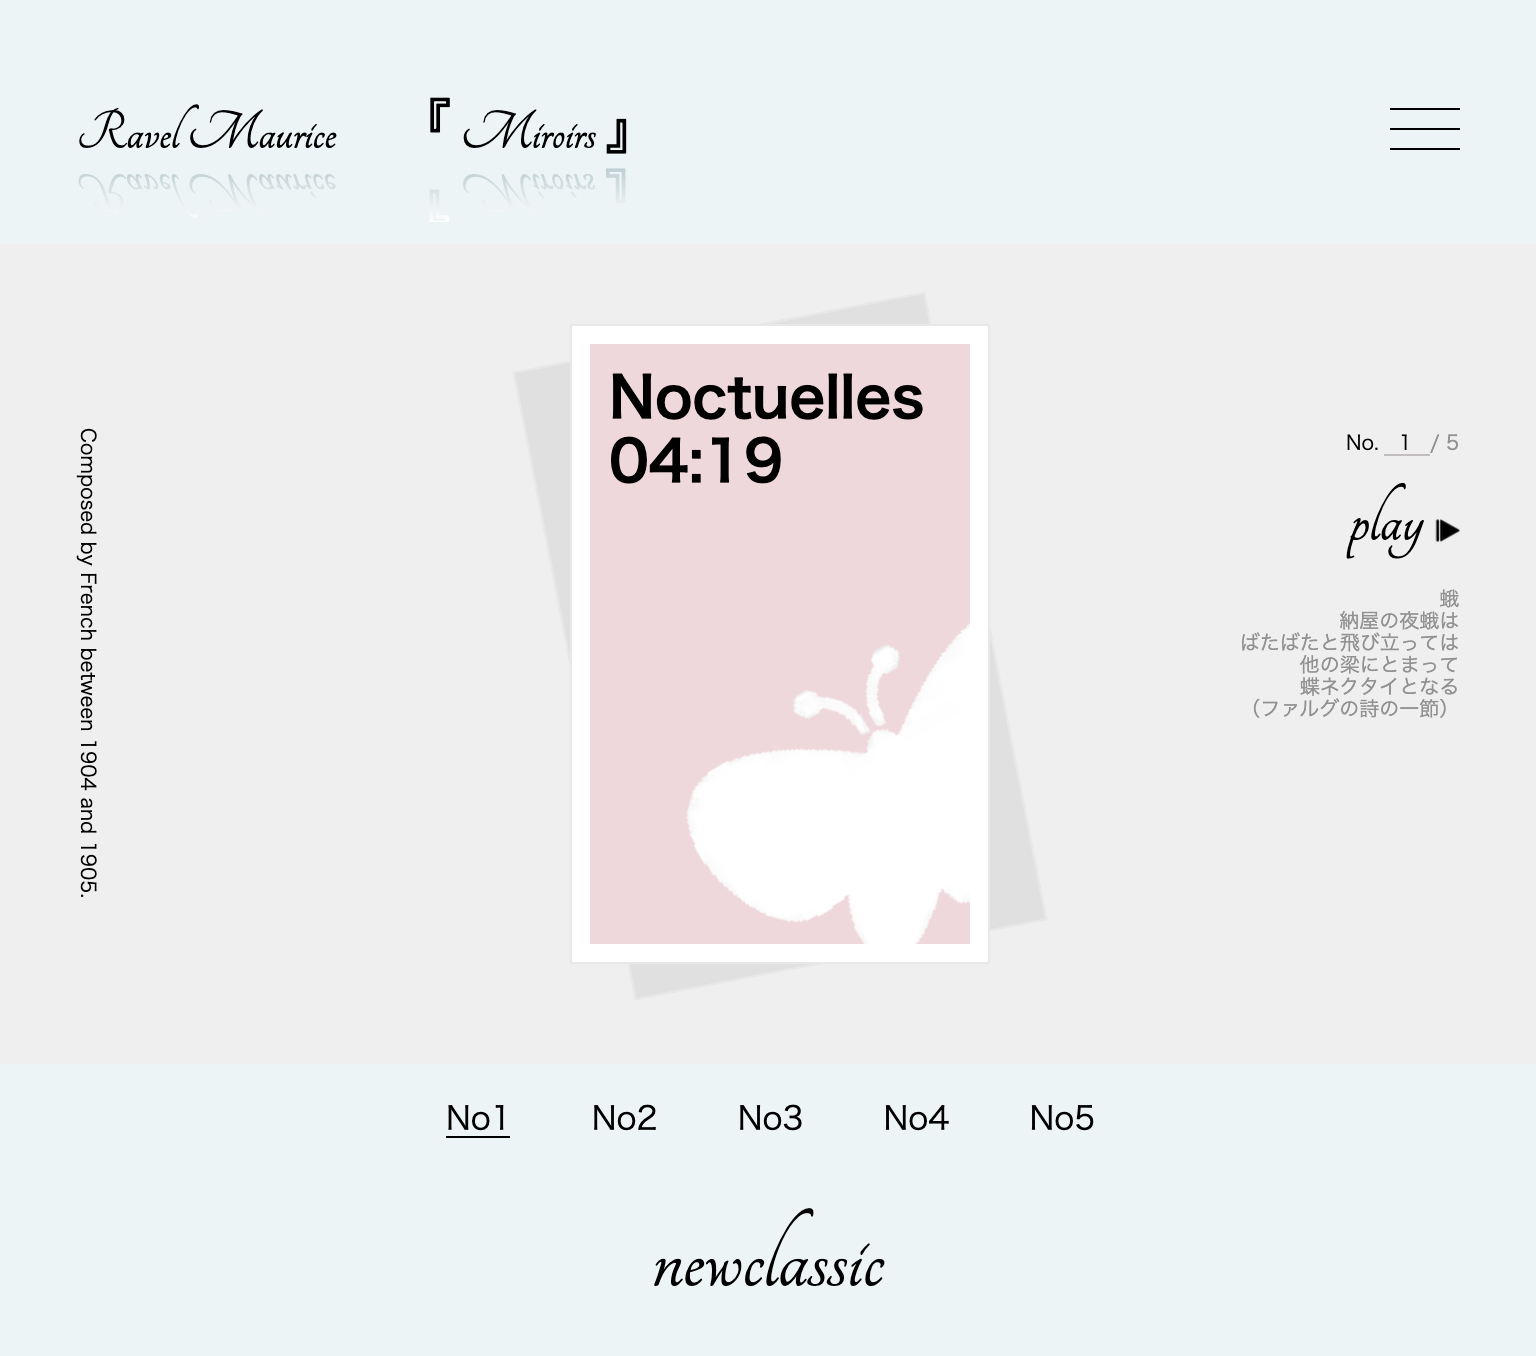 Ravel Maurice
『 Miroirs 』
Composed by French between 1904 and 1905.
Noctuelles
04:19
No. 1 / 5
play
蛾
納屋の夜蛾は
ばたばたと飛び立っては
他の梁にとまって
蝶ネクタイとなる
（ファルグの詩の一節）
No1 No2 No3 No4 No5
newclassic